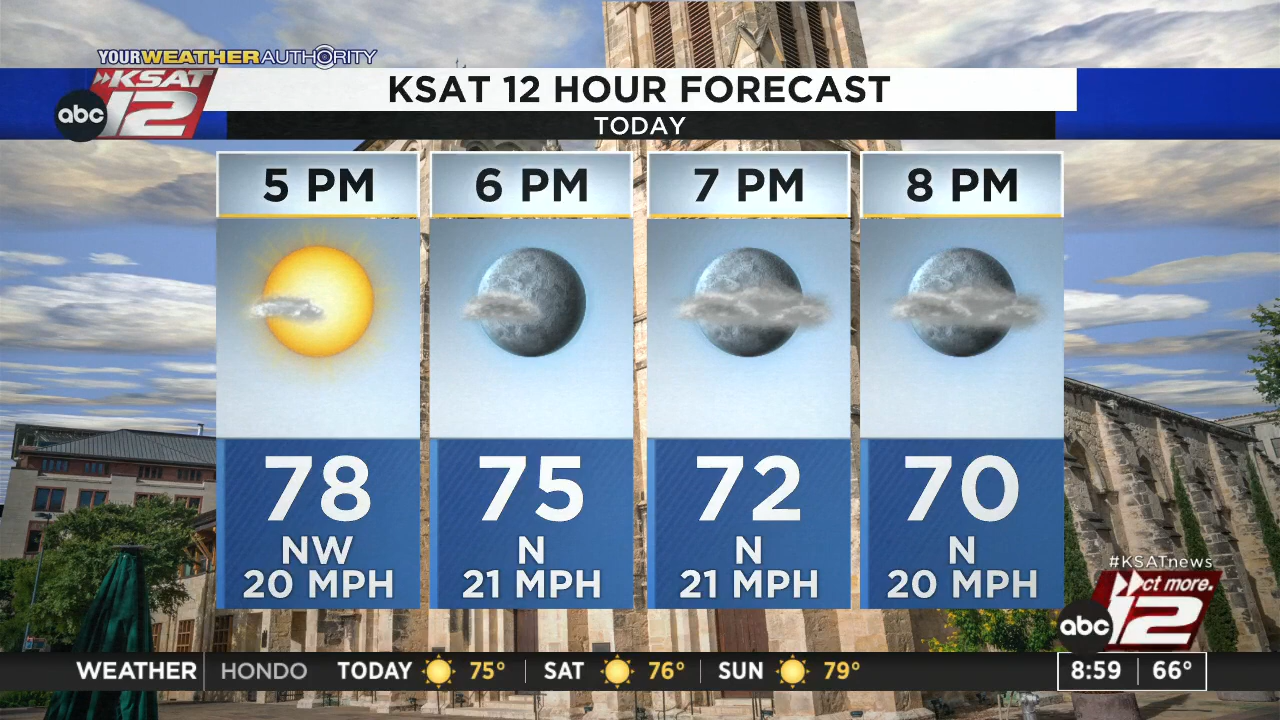 YOUR WEATHER AUTHORITY
KSAT
abc 12
KSAT 12 HOUR FORECAST
TODAY
5 PM 6 PM 7 PM 8 PM
78 75 72 70
NW N N N
20 MPH 21 MPH 21 MPH 20 MPH
#KSATnews
ct more.
abc 12
WEATHER HONDO TODAY 75° SAT 76° SUN 79° 8:59 66°